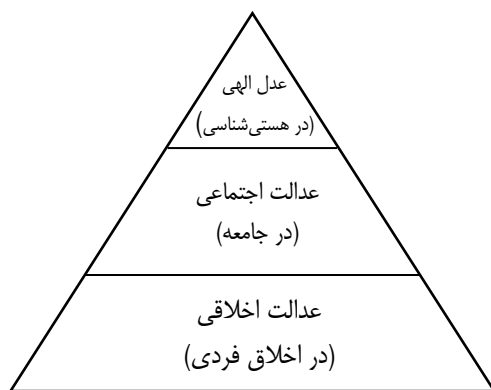 عدل الهی
(در هستی‌شناسی)
عدالت اجتماعی
(در جامعه)
عدالت اخلاقی
(در اخلاق فردی)